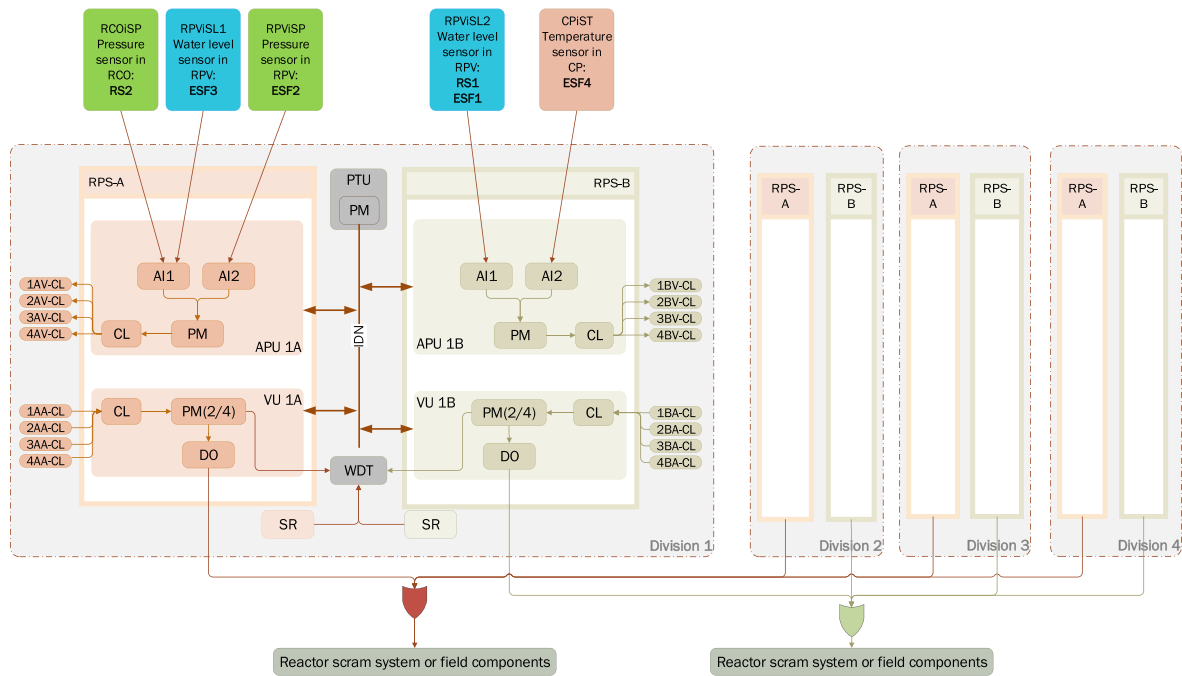 RCOiSP
Pressure
sensor in
RCO:
RS2
RPViSL1
Water level
sensor in
RPV:
ESF3
RPViSP
Pressure
sensor in
RPV:
ESF2
RPViSL2
Water level
sensor in
RPV:
RS1
ESF1
CPiST
Temperature
sensor in
CP:
ESF4
RPS-A
PTU
PM
RPS-B
AI1
AI2
CL
PM
APU 1A
1AV-CL
2AV-CL
3AV-CL
4AV-CL
IDN
AI1
AI2
PM
CL
APU 1B
1BV-CL
2BV-CL
3BV-CL
4BV-CL
1AA-CL
2AA-CL
3AA-CL
4AA-CL
CL
PM(2/4)
VU 1A
DO
WDT
VU 1B
PM(2/4)
CL
DO
1BA-CL
2BA-CL
3BA-CL
4BA-CL
SR
SR
Division 1
RPS-
A
RPS-
B
Division 2
RPS-
A
RPS-
B
Division 3
RPS-
A
RPS-
B
Division 4
Reactor scram system or field components
Reactor scram system or field components